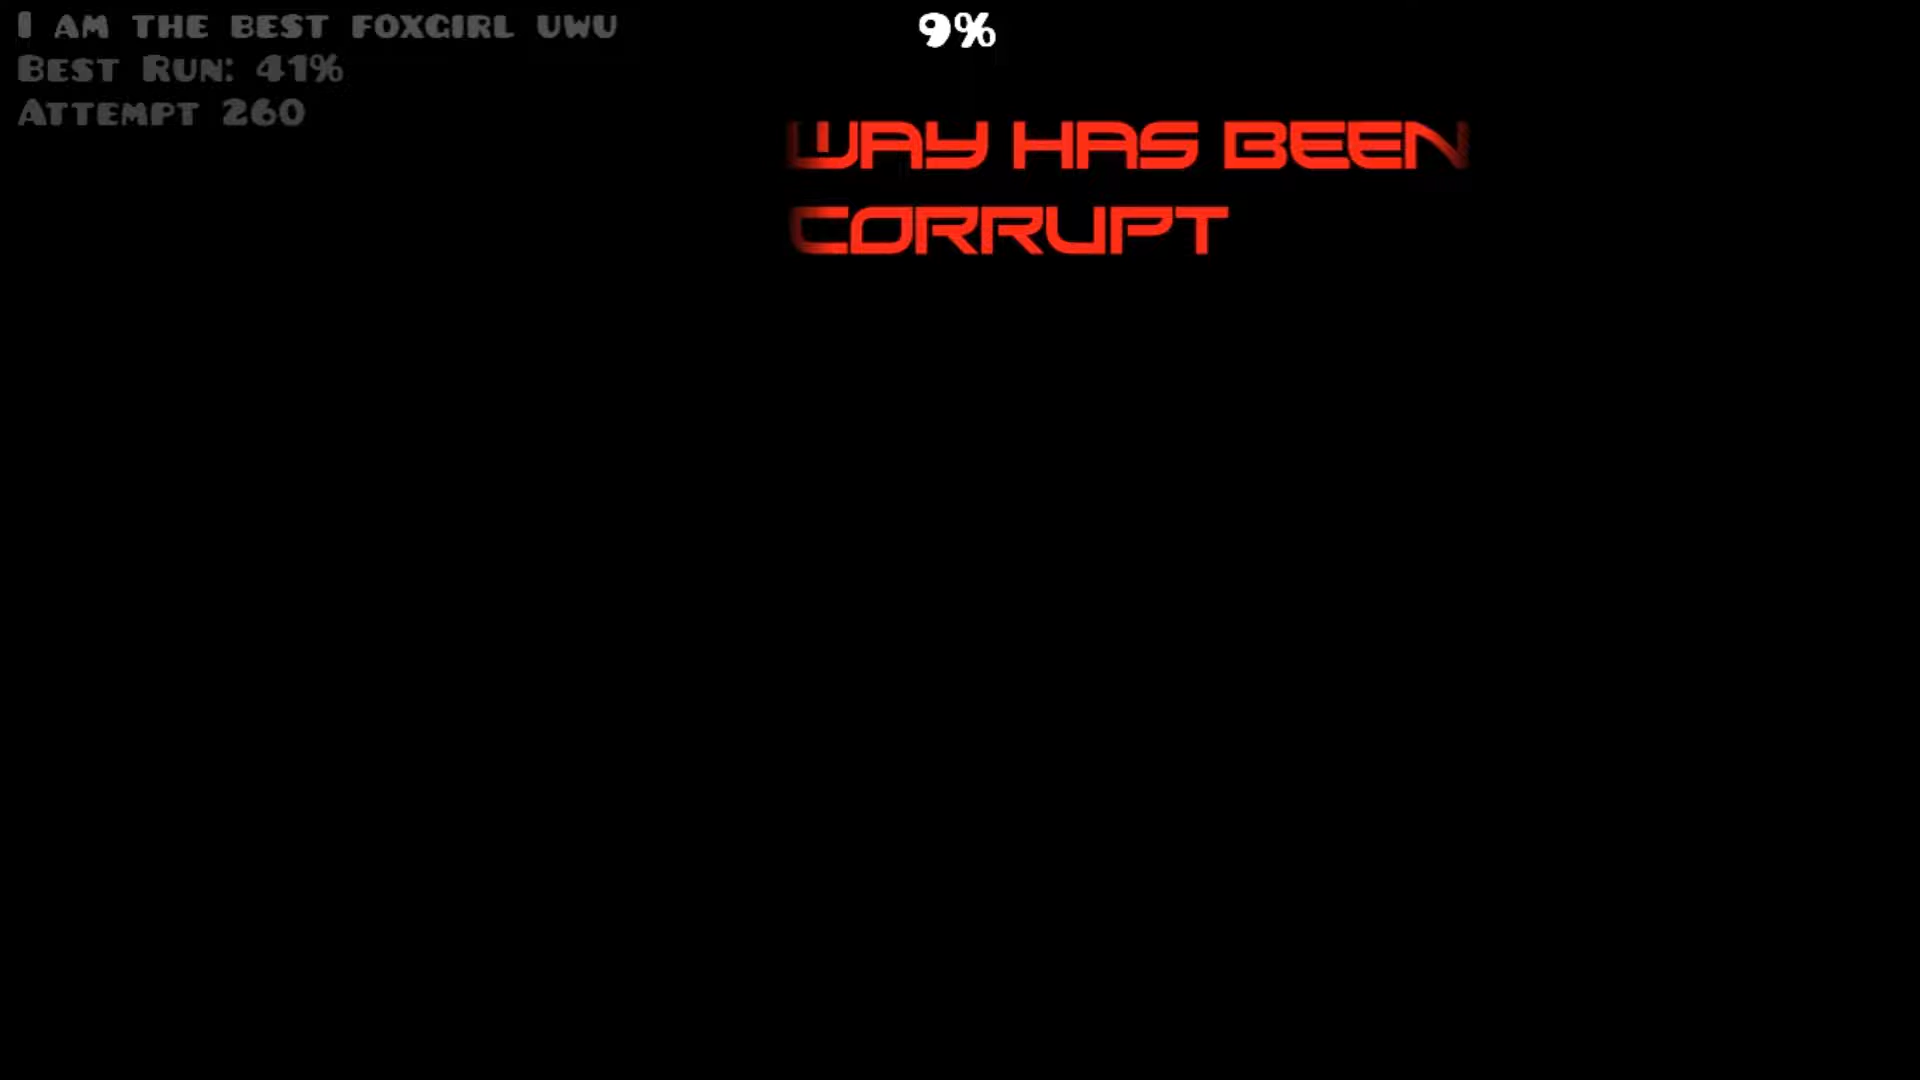 I AM THE BEST FOXGIRL UWU
9%
BEST RUN: 41%
ATTEMPT 260
WAY HAS BEEN
CORRUPT